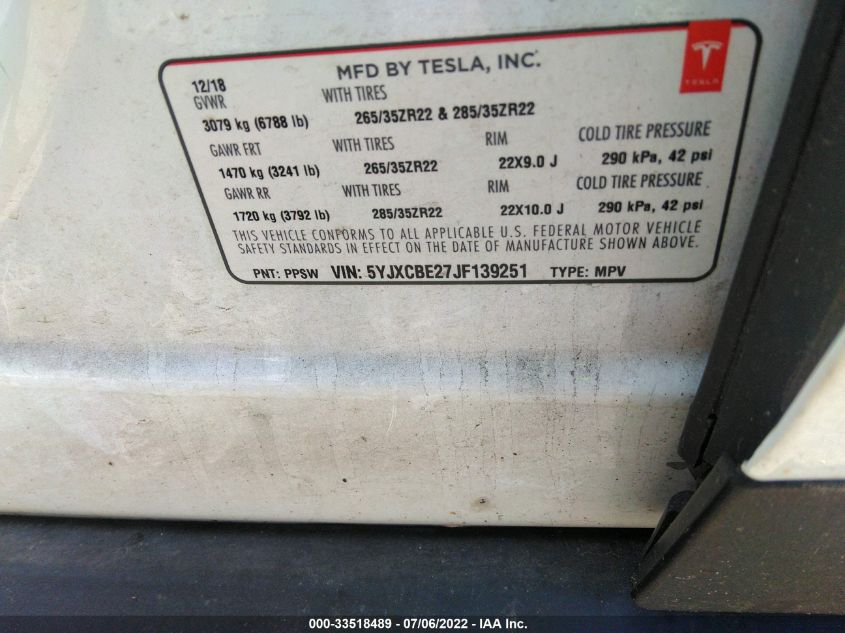 MFD BY TESLA, INC.
TESLA
12/18
GVWR WITH TIRES
3079 kg (6788 lb) 265/35ZR22 & 285/35ZR22
GAWR FRT WITH TIRES RIM COLD TIRE PRESSURE
1470 kg (3241 lb) 265/35ZR22 22X9.0 J 290 kPa, 42 psi
GAWR RR WITH TIRES RIM COLD TIRE PRESSURE
1720 kg (3792 lb) 285/35ZR22 22X10.0 J 290 kPa, 42 psi
THIS VEHICLE CONFORMS TO ALL APPLICABLE U.S. FEDERAL MOTOR VEHICLE
SAFETY STANDARDS IN EFFECT ON THE DATE OF MANUFACTURE SHOWN ABOVE.
PNT: PPSW VIN: 5YJXCBE27JF139251 TYPE: MPV
000-33518489 - 07/06/2022 - IAA Inc.